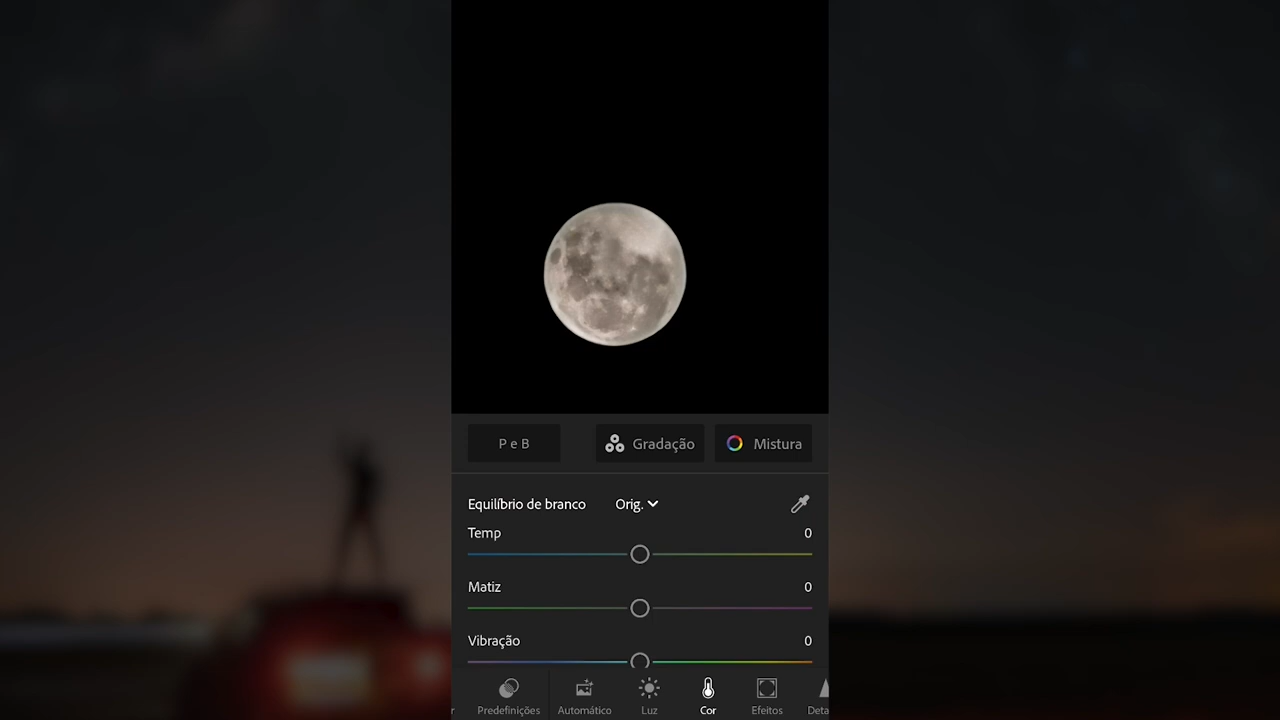 P e B Gradação Mistura
Equilíbrio de branco Orig.
Temp 0
Matiz 0
Vibração 0
Predefinições Automático Luz Cor Efeitos